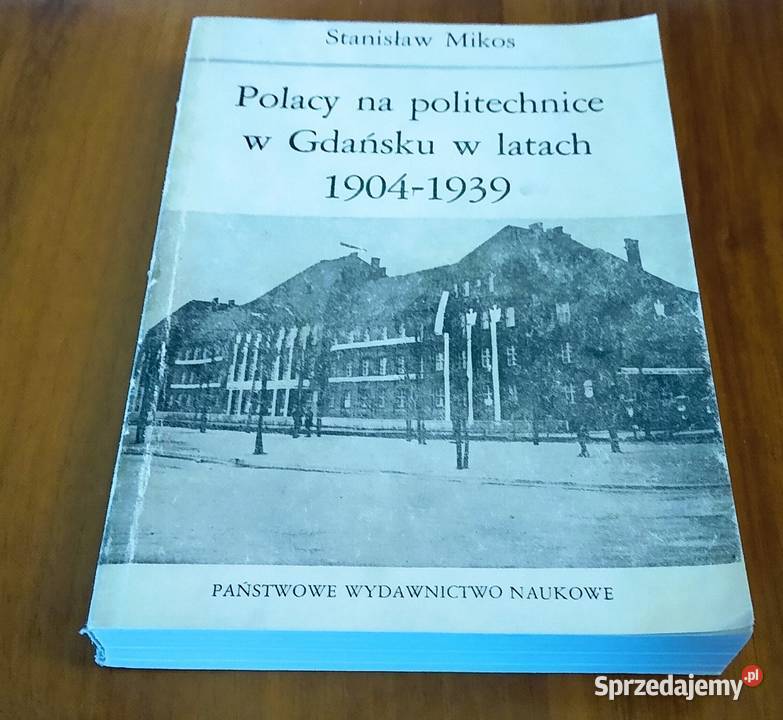 Stanisław Mikos
Polacy na politechnice
w Gdańsku w latach
1904-1939
PAŃSTWOWE WYDAWNICTWO NAUKOWE
Sprzedajemy.pl